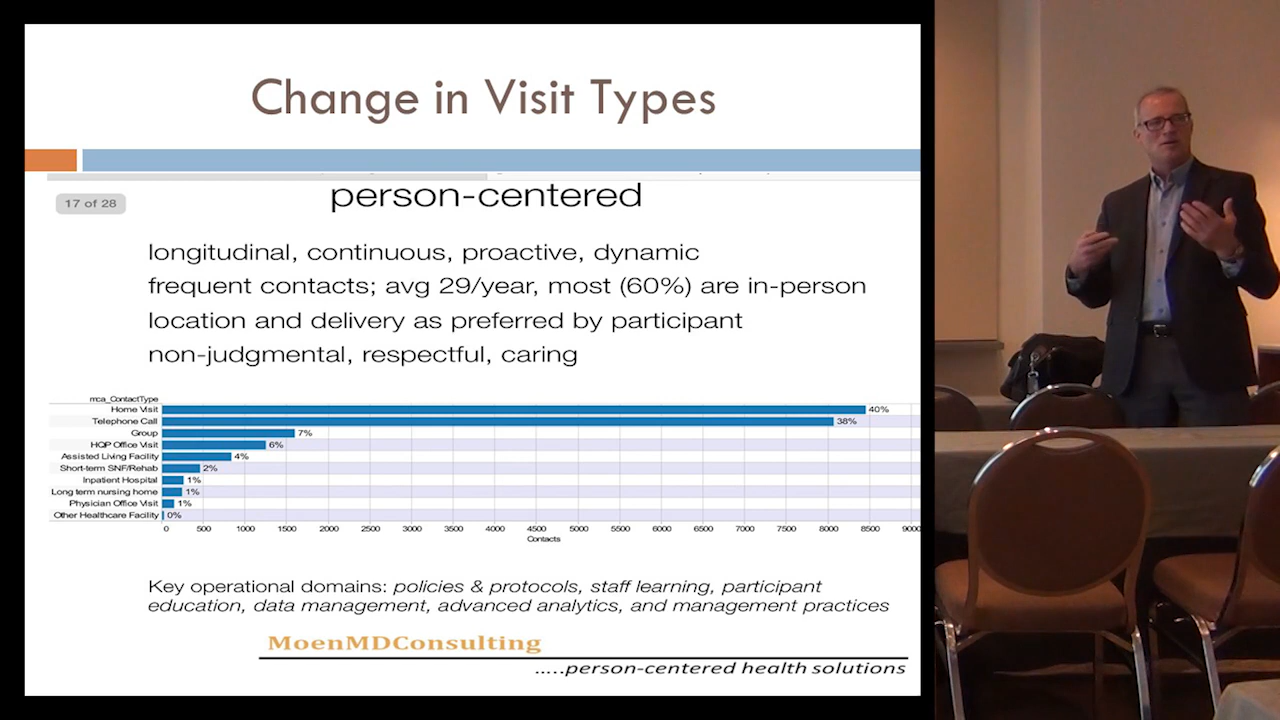 Change in Visit Types
17 of 28
person-centered
longitudinal, continuous, proactive, dynamic
frequent contacts; avg 29/year, most (60%) are in-person
location and delivery as preferred by participant
non-judgmental, respectful, caring
mca_ContactType
Home Visit 40%
Telephone Call 38%
Group 7%
HQP Office Visit 6%
Assisted Living Facility 4%
Short-term SNF/Rehab 2%
Inpatient Hospital 1%
Long term nursing home 1%
Physician Office Visit 1%
Other Healthcare Facility 0%
0 500 1000 1500 2000 2500 3000 3500 4000 4500 5000 5500 6000 6500 7000 7500 8000 8500 9000
Contacts
Key operational domains: policies & protocols, staff learning, participant
education, data management, advanced analytics, and management practices
MoenMDConsulting
.....person-centered health solutions